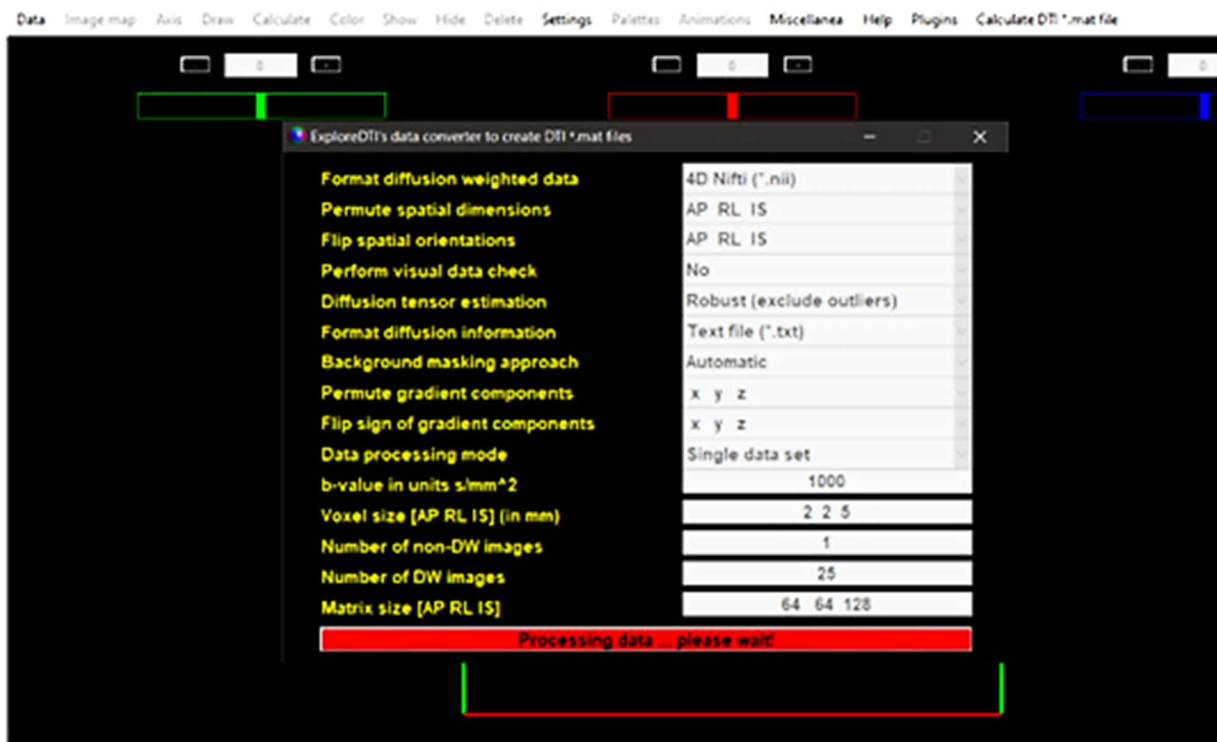 Data Image map Axis Draw Calculate Color Show Hide Delete Settings Palettes Animations Miscellanea Help Plugins Calculate DTI *.mat file
0 0 0
ExploreDTI's data converter to create DTI *.mat files
Format diffusion weighted data 4D Nifti (*.nii)
Permute spatial dimensions AP RL IS
Flip spatial orientations AP RL IS
Perform visual data check No
Diffusion tensor estimation Robust (exclude outliers)
Format diffusion information Text file (*.txt)
Background masking approach Automatic
Permute gradient components x y z
Flip sign of gradient components x y z
Data processing mode Single data set
b-value in units s/mm^2 1000
Voxel size [AP RL IS] (in mm) 2 2 5
Number of non-DW images 1
Number of DW images 25
Matrix size [AP RL IS] 64 64 128
Processing data ... please wait!